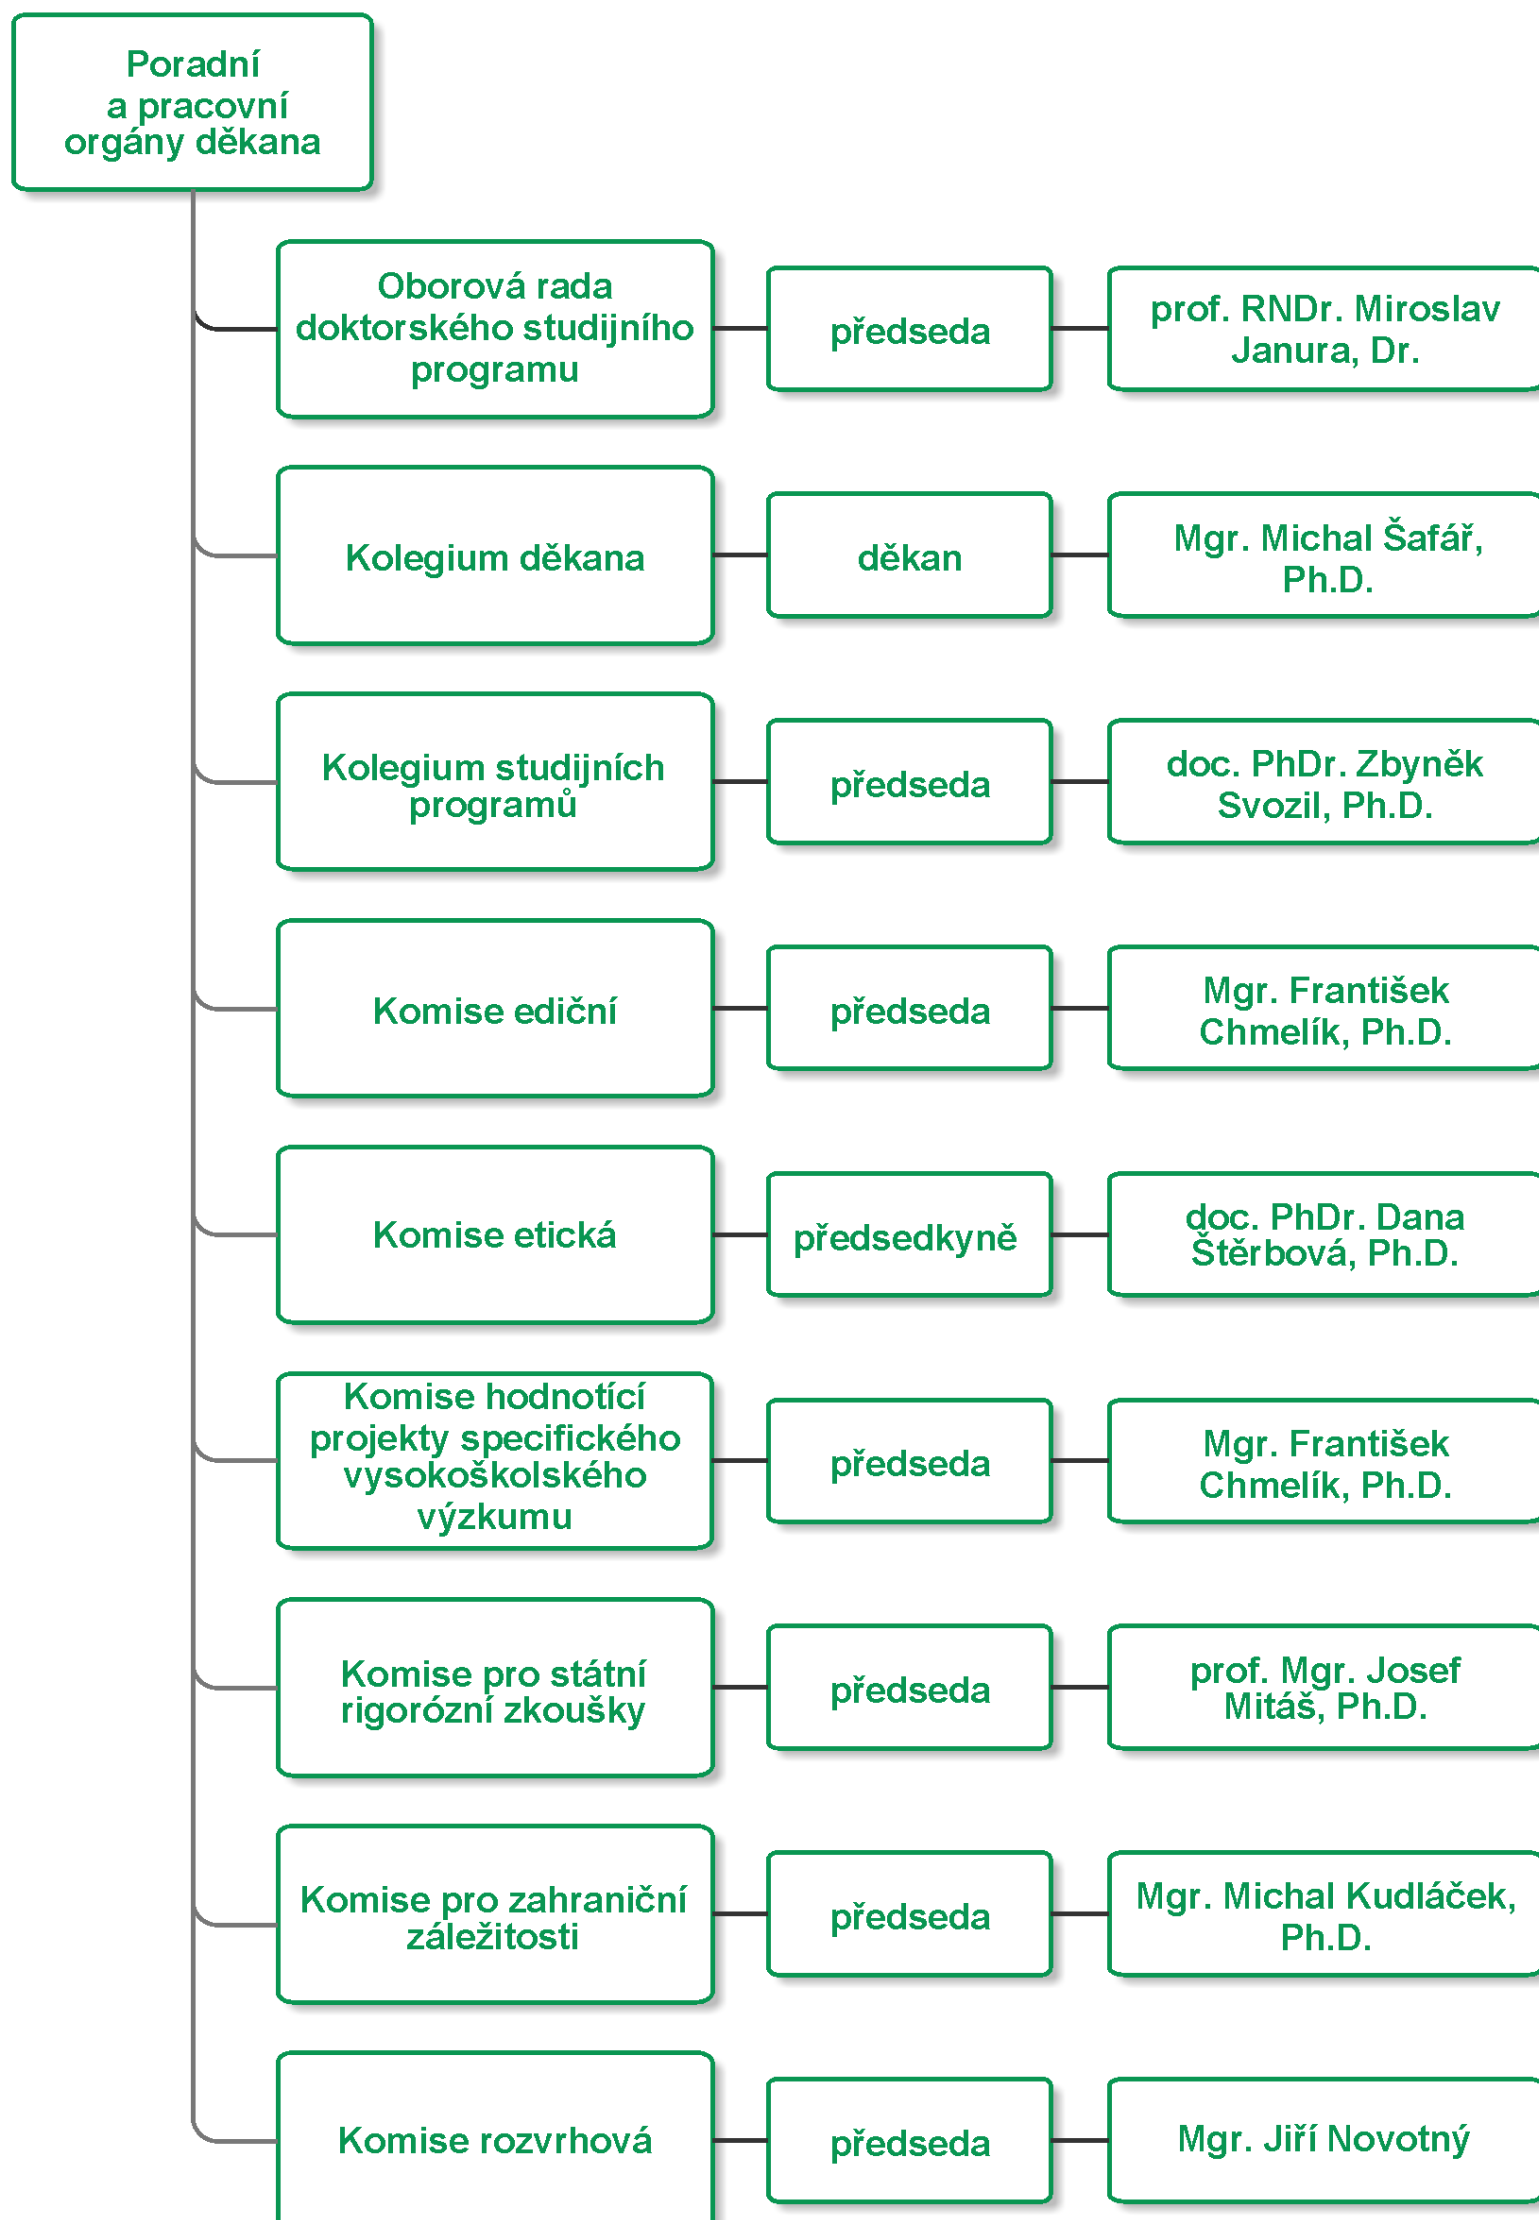 Poradní
a pracovní
orgány děkana
Oborová rada
doktorského studijního
programu
předseda
prof. RNDr. Miroslav
Janura, Dr.
Kolegium děkana
děkan
Mgr. Michal Šafář,
Ph.D.
Kolegium studijních
programů
předseda
doc. PhDr. Zbyněk
Svozil, Ph.D.
Komise ediční
předseda
Mgr. František
Chmelík, Ph.D.
Komise etická
předsedkyně
doc. PhDr. Dana
Štěrbová, Ph.D.
Komise hodnotící
projekty specifického
vysokoškolského
výzkumu
předseda
Mgr. František
Chmelík, Ph.D.
Komise pro státní
rigorózní zkoušky
předseda
prof. Mgr. Josef
Mitáš, Ph.D.
Komise pro zahraniční
záležitosti
předseda
Mgr. Michal Kudláček,
Ph.D.
Komise rozvrhová
předseda
Mgr. Jiří Novotný